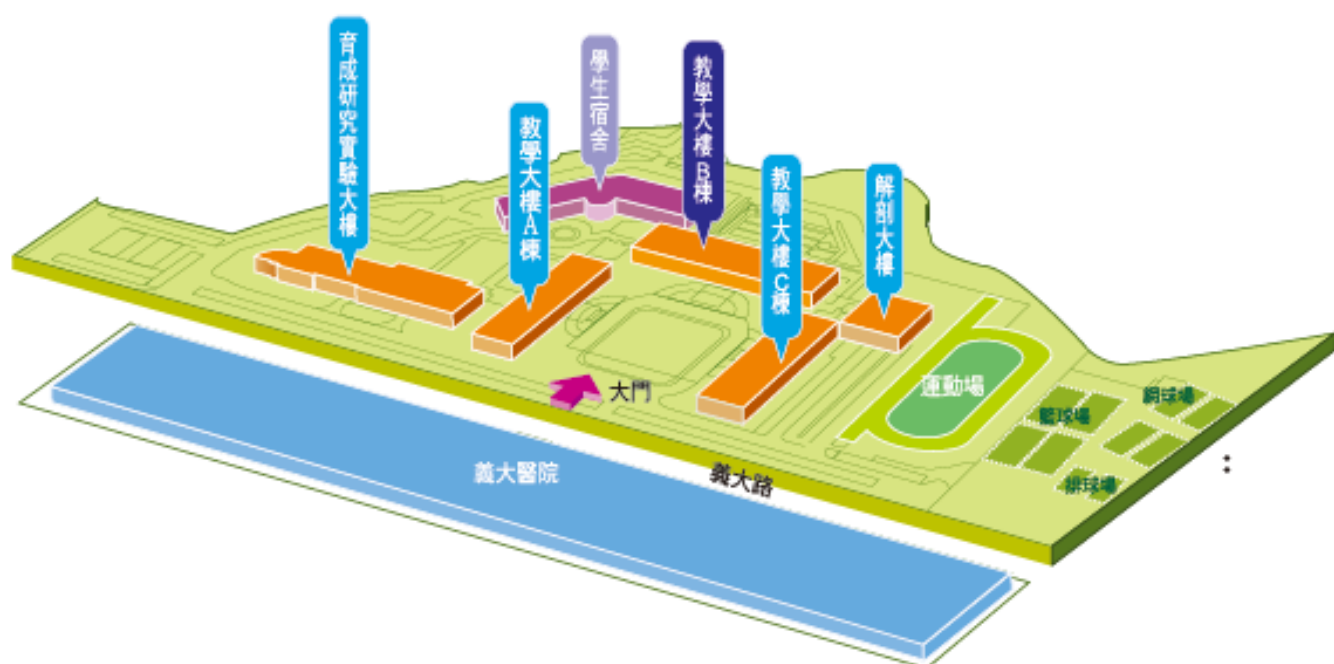 育成研究實驗大樓
教學大樓A棟
學生宿舍
教學大樓B棟
教學大樓C棟
解剖大樓
運動場
籃球場
網球場
排球場
大門
義大醫院
義大路
: